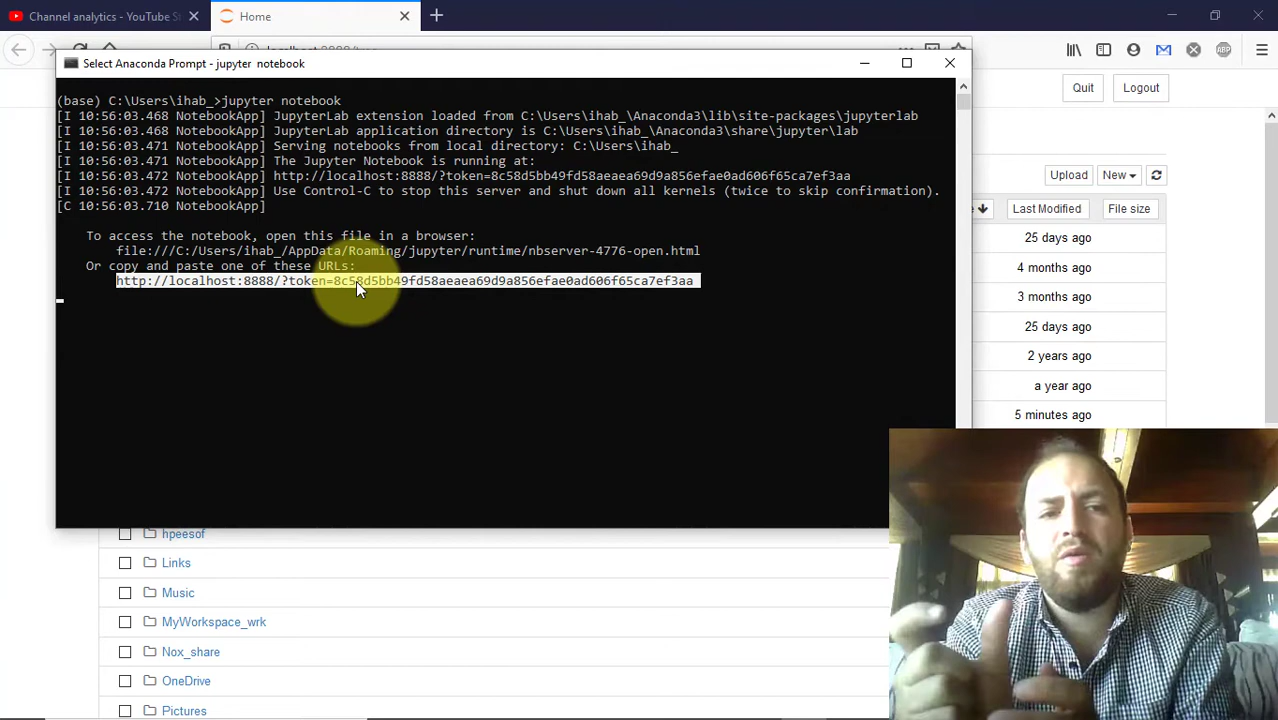 Channel analytics - YouTube St
Home
Select Anaconda Prompt - jupyter notebook
Quit
Logout
(base) C:\Users\ihab_>jupyter notebook
[I 10:56:03.468 NotebookApp] JupyterLab extension loaded from C:\Users\ihab_\Anaconda3\lib\site-packages\jupyterlab
[I 10:56:03.468 NotebookApp] JupyterLab application directory is C:\Users\ihab_\Anaconda3\share\jupyter\lab
[I 10:56:03.471 NotebookApp] Serving notebooks from local directory: C:\Users\ihab_
[I 10:56:03.471 NotebookApp] The Jupyter Notebook is running at:
[I 10:56:03.472 NotebookApp] http://localhost:8888/?token=8c58d5bb49fd58aeaea69d9a856efae0ad606f65ca7ef3aa
[I 10:56:03.472 NotebookApp] Use Control-C to stop this server and shut down all kernels (twice to skip confirmation).
[C 10:56:03.710 NotebookApp]
To access the notebook, open this file in a browser:
file:///C:/Users/ihab_/AppData/Roaming/jupyter/runtime/nbserver-4776-open.html
Or copy and paste one of these URLs:
http://localhost:8888/?token=8c58d5bb49fd58aeaea69d9a856efae0ad606f65ca7ef3aa
Upload
New
Last Modified
File size
25 days ago
4 months ago
3 months ago
25 days ago
2 years ago
a year ago
5 minutes ago
hpeesof
Links
Music
MyWorkspace_wrk
Nox_share
OneDrive
Pictures